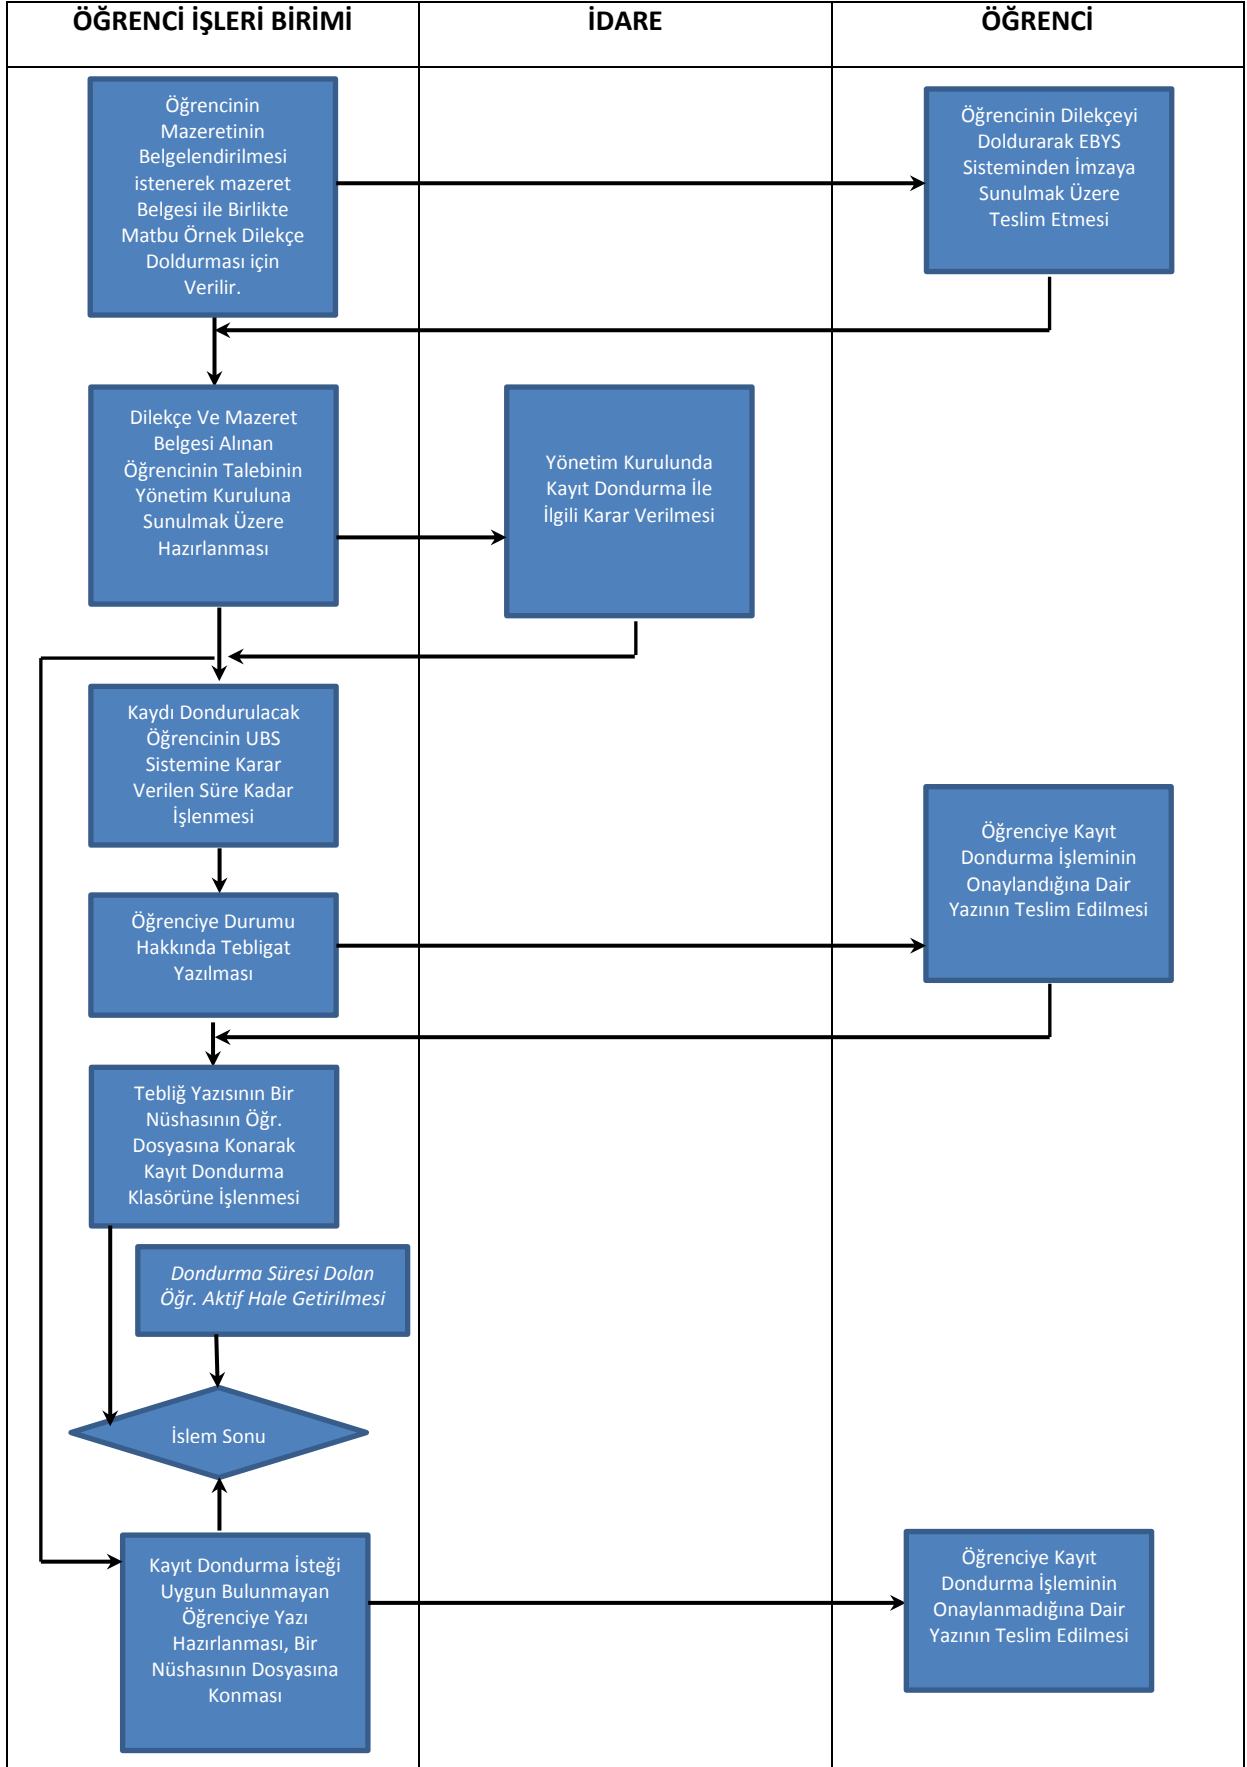 ÖĞRENCİ İŞLERİ BİRİMİ
İDARE
ÖĞRENCİ
Öğrencinin
Mazeretinin
Belgelendirilmesi
istenerek mazeret
Belgesi ile Birlikte
Matbu Örnek Dilekçe
Doldurması için
Verilir.
Öğrencinin Dilekçeyi
Doldurarak EBYS
Sisteminden İmzaya
Sunulmak Üzere
Teslim Etmesi
Dilekçe Ve Mazeret
Belgesi Alınan
Öğrencinin Talebinin
Yönetim Kuruluna
Sunulmak Üzere
Hazırlanması
Yönetim Kurulunda
Kayıt Dondurma İle
İlgili Karar Verilmesi
Kaydı Dondurulacak
Öğrencinin UBS
Sistemine Karar
Verilen Süre Kadar
İşlenmesi
Öğrenciye Kayıt
Dondurma İşleminin
Onaylandığına Dair
Yazının Teslim Edilmesi
Öğrenciye Durumu
Hakkında Tebligat
Yazılması
Tebliğ Yazısının Bir
Nüshasının Öğr.
Dosyasına Konarak
Kayıt Dondurma
Klasörüne İşlenmesi
Dondurma Süresi Dolan
Öğr. Aktif Hale Getirilmesi
İslem Sonu
Kayıt Dondurma İsteği
Uygun Bulunmayan
Öğrenciye Yazı
Hazırlanması, Bir
Nüshasının Dosyasına
Konması
Öğrenciye Kayıt
Dondurma İşleminin
Onaylanmadığına Dair
Yazının Teslim Edilmesi